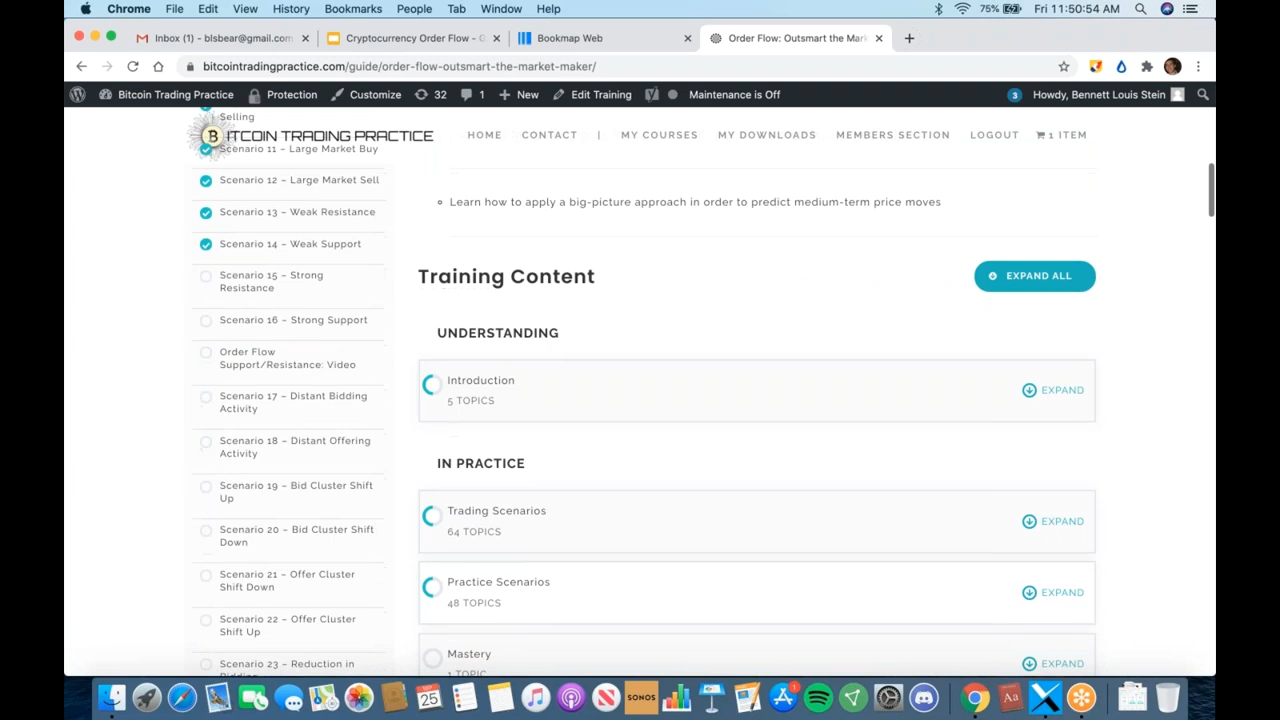 Chrome File Edit View History Bookmarks People Tab Window Help 75% Fri 11:50:54 AM
Inbox (1) - blsbear@gmail.com Cryptocurrency Order Flow - G Bookmap Web Order Flow: Outsmart the Mark
bitcointradingpractice.com/guide/order-flow-outsmart-the-market-maker/
Bitcoin Trading Practice Protection Customize 32 1 New Edit Training Maintenance is Off 3 Howdy, Bennett Louis Stein
Selling
BITCOIN TRADING PRACTICE HOME CONTACT | MY COURSES MY DOWNLOADS MEMBERS SECTION LOGOUT 1 ITEM
Scenario 11 – Large Market Buy
Scenario 12 – Large Market Sell
Scenario 13 – Weak Resistance
Scenario 14 – Weak Support
Scenario 15 – Strong
Resistance
Scenario 16 – Strong Support
Order Flow
Support/Resistance: Video
Scenario 17 – Distant Bidding
Activity
Scenario 18 – Distant Offering
Activity
Scenario 19 – Bid Cluster Shift
Up
Scenario 20 – Bid Cluster Shift
Down
Scenario 21 – Offer Cluster
Shift Down
Scenario 22 – Offer Cluster
Shift Up
Scenario 23 – Reduction in
Learn how to apply a big-picture approach in order to predict medium-term price moves
Training Content EXPAND ALL
UNDERSTANDING
Introduction
5 TOPICS
EXPAND
IN PRACTICE
Trading Scenarios
64 TOPICS
EXPAND
Practice Scenarios
48 TOPICS
EXPAND
Mastery
1 TOPIC
EXPAND
SEP
25
SONOS
1
Aa